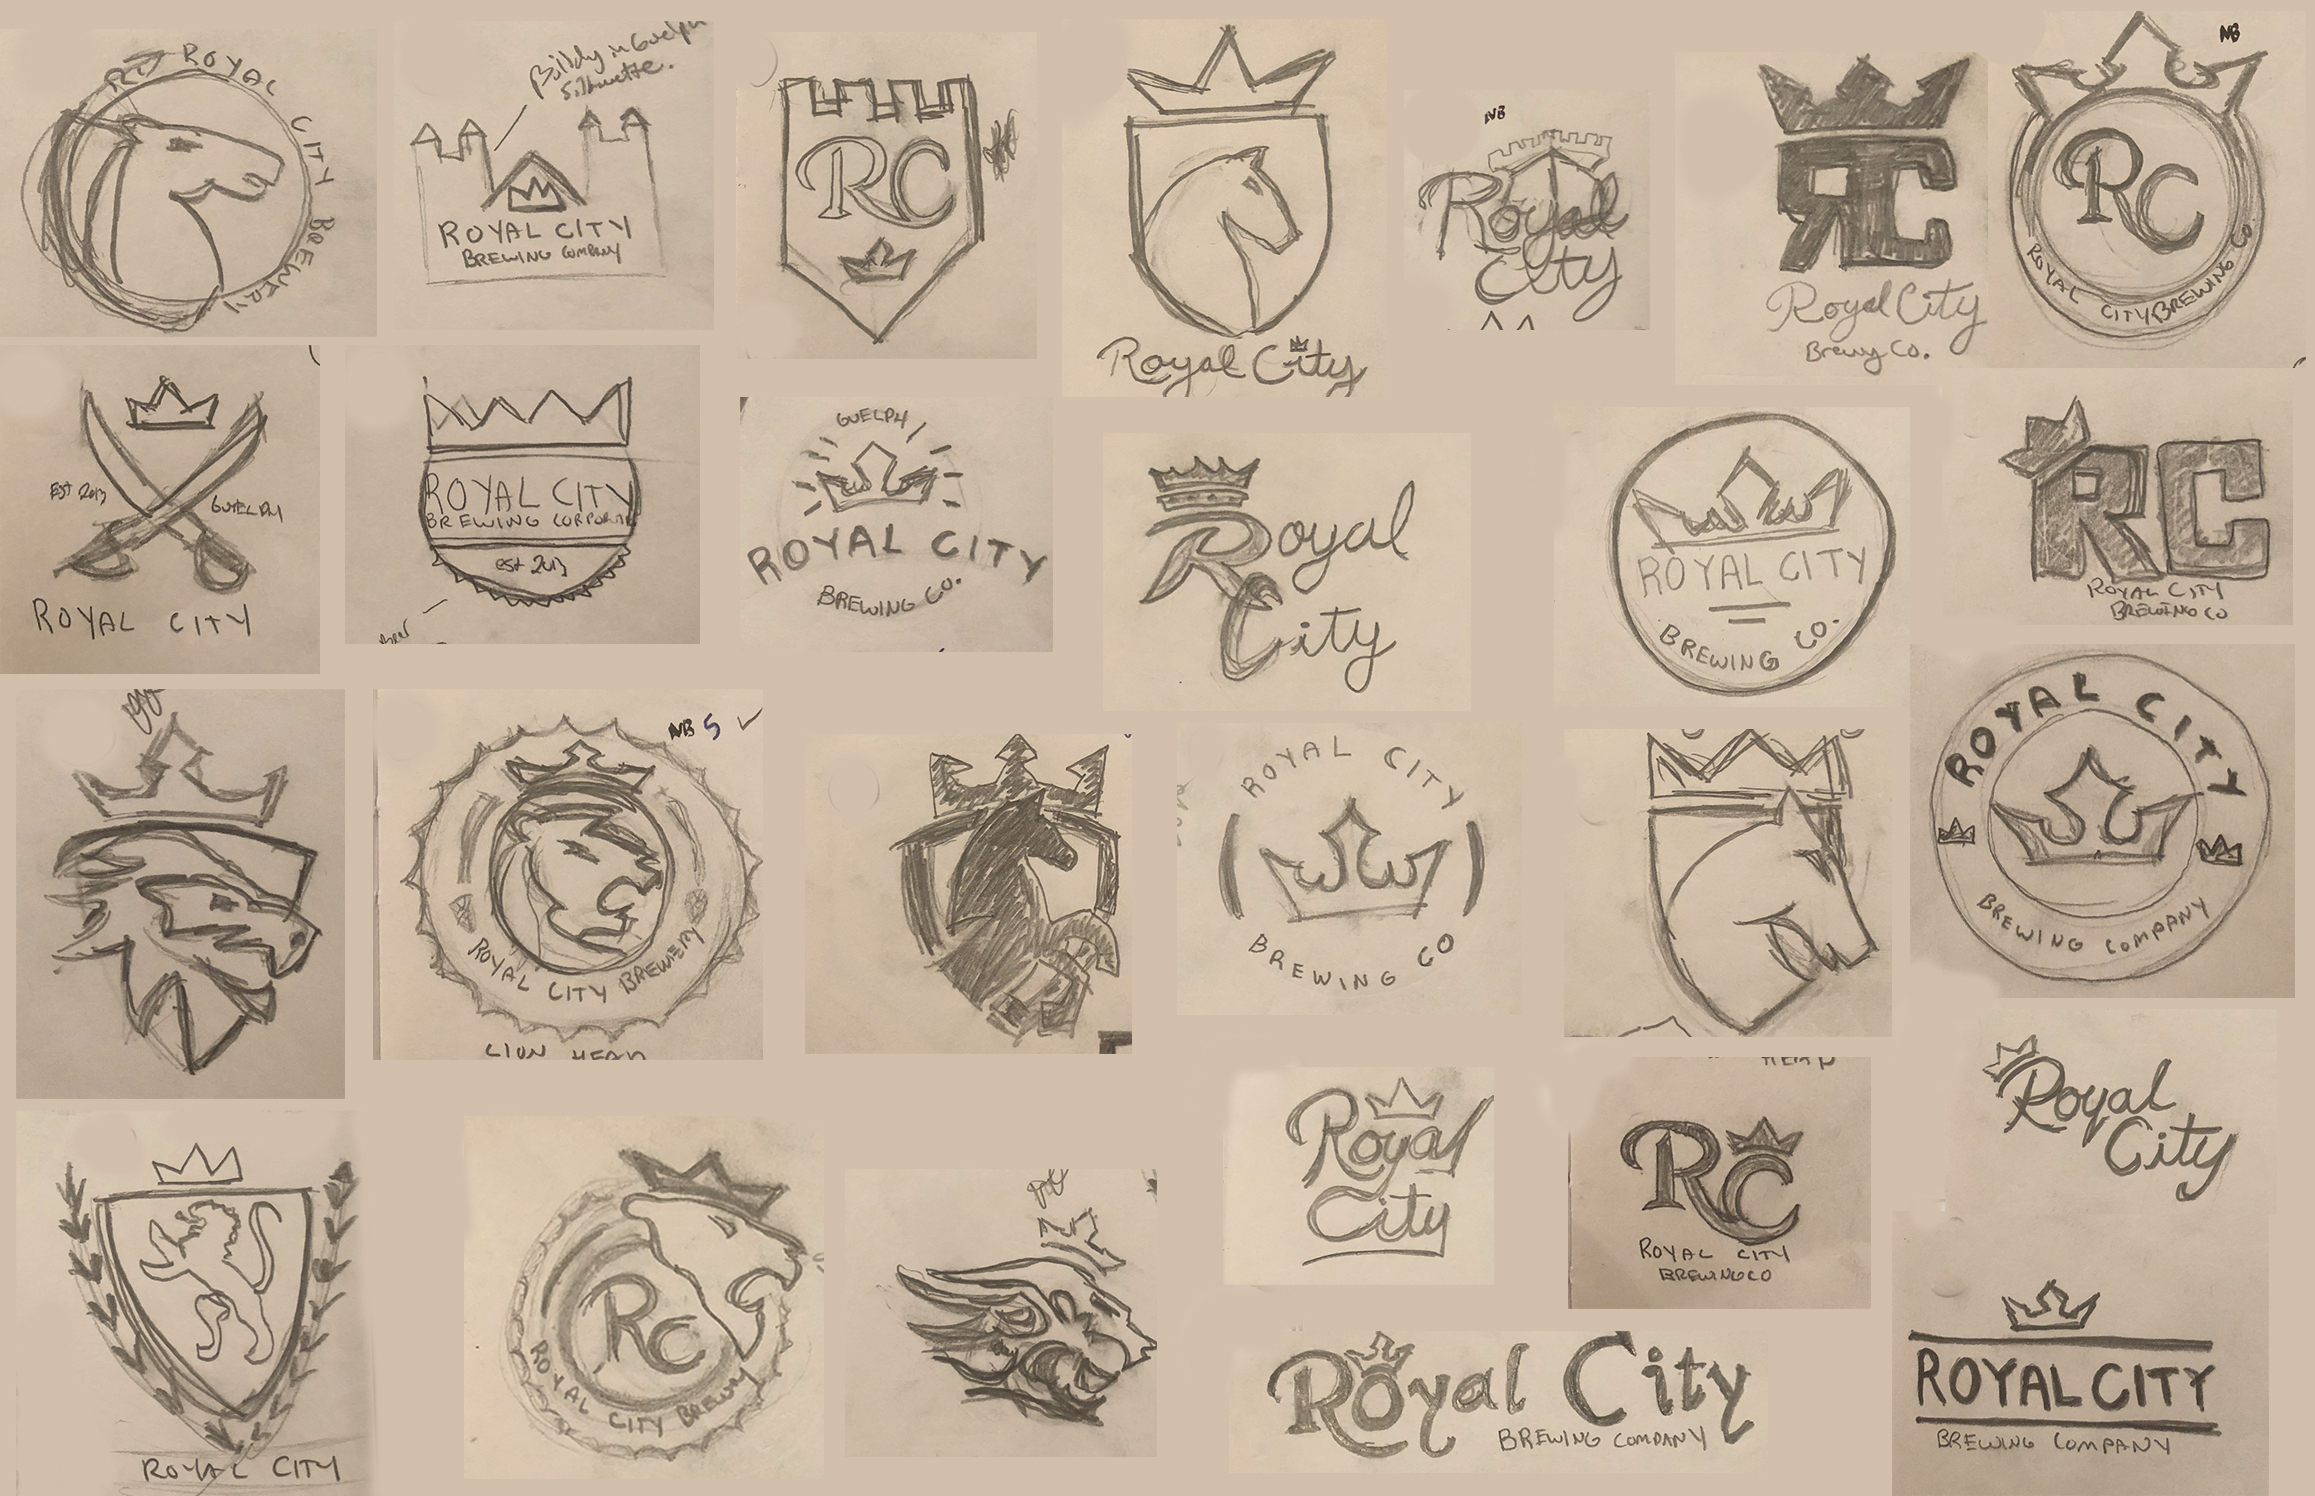 ROYAL CITY BREWERY
Building in Guelph
Silhouette.
ROYAL CITY
BREWING COMPANY
RC
Royal City
NB
Royal
City
RC
Royal City
Co.
NB
RC
ROYAL CITY BREWING Co.
EST 2013
GUELPH
ROYAL CITY
ROYAL CITY
BREWING
est 2013
GUELPH
ROYAL CITY
BREWING CO.
Royal
City
ROYAL CITY
BREWING CO.
RC
ROYAL CITY
BREWING CO
NB 5
ROYAL CITY BREWERY
LION HEAD
ROYAL CITY
BREWING CO
ROYAL CITY
BREWING COMPANY
ROYAL CITY
RC
ROYAL CITY
Royal
City
HEAD
RC
ROYAL CITY
BREWING CO
Royal
City
Royal City
BREWING COMPANY
ROYAL CITY
BREWING COMPANY